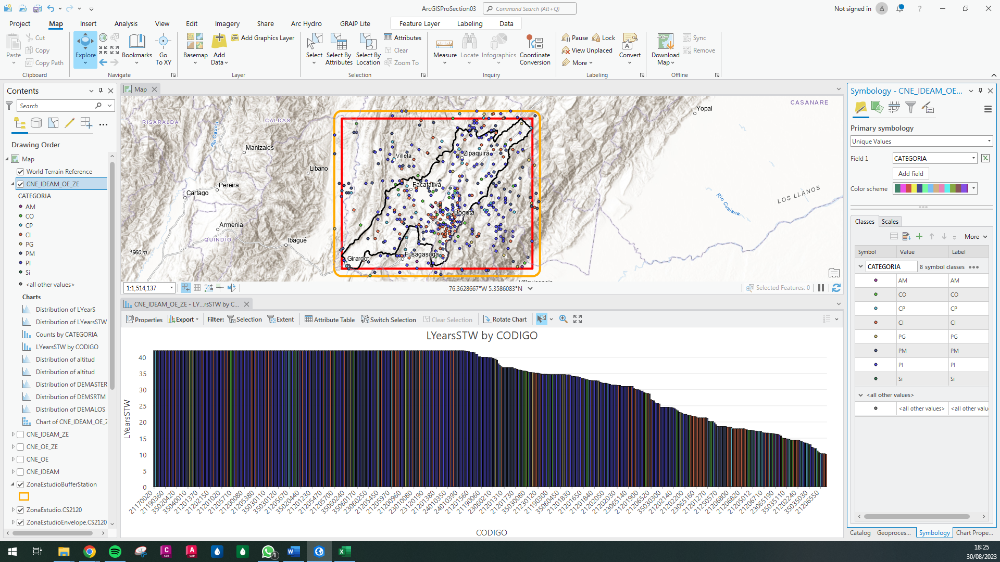 ArcGISProSection03
Command Search (Alt+Q)
Not signed in
Project Map Insert Analysis View Edit Imagery Share Arc Hydro GRAIP Lite Feature Layer Labeling Data
Paste
Cut
Copy
Copy Path
Clipboard
Explore
Bookmarks
Go To XY
Navigate
Basemap
Add Data
Add Graphics Layer
Layer
Select
Select By Attributes
Select By Location
Attributes
Clear
Zoom To
Selection
Measure
Locate
Infographics
Coordinate Conversion
Inquiry
Pause
Lock
View Unplaced
More
Convert
Labeling
Download Map
Sync
Remove
Offline
Contents
Search
Drawing Order
Map
World Terrain Reference
CNE_IDEAM_OE_ZE
CATEGORIA
AM
CO
CP
CI
PG
PM
PI
Si
<all other values>
Charts
Distribution of LYearS
Distribution of LYearsSTW
Counts by CATEGORIA
LYearsSTW by CODIGO
Distribution of altitud
Distribution of altitud
Distribution of DEMASTER
Distribution of DEMSRTM
Distribution of DEMALOS
Chart of CNE_IDEAM_OE_Z
CNE_IDEAM_ZE
CNE_OE_ZE
CNE_OE
CNE_IDEAM
ZonaEstudioBufferStation
ZonaEstudio.CS2120
ZonaEstudioEnvelope.CS2120
Map
CASANARE
Yopal
RISARALDA
CALDAS
Río Cauca
Manizales
Líbano
Villeta
Zipaquirá
Pereira
Cartago
Facatativá
LOS LLANOS
Río Cusiana
Bogotá
Armenia
QUINDÍO
Ibagué
1960 m
Girardot
Fusagasugá
1:1,514,137
76.3628667°W 5.3586083°N
Selected Features: 0
CNE_IDEAM_OE_ZE - LY...rsSTW by C...
Properties Export Filter: Selection Extent Attribute Table Switch Selection Clear Selection Rotate Chart
LYearsSTW by CODIGO
LYearsSTW
40
35
30
25
20
15
10
5
0
21170020 21190360 35020420 35040010 21201370 21202150 21201020 21205710 21200080 21205380 35030110 35030120 21205670 35020440 21201230 21205470 21205700 35060240 35060170 23060250 21205450 21205970 21200960 23010080 23120190 21201380 24010350 24010390 21201560 21190060 23060210 21201310 21201730 35030080 21230120 21190300 35060450 21201830 21201650 21201840 21202050 21202030 23065140 21201900 21206520 35030300 21202140 21202200 23065160 21201270 21250570 21206800 21206820 21205012 21206710 23065190 35035110 21202240 35035030 21206550
CODIGO
Symbology - CNE_IDEAM_OE...
Primary symbology
Unique Values
Field 1 CATEGORIA
Add field
Color scheme
Classes Scales
More
Symbol Value Label
CATEGORIA 8 symbol classes
AM AM
CO CO
CP CP
CI CI
PG PG
PM PM
PI PI
Si Si
<all other values>
<all other values> <all other valu
Catalog Geoproces... Symbology Chart Prope...
18:25
30/08/2023